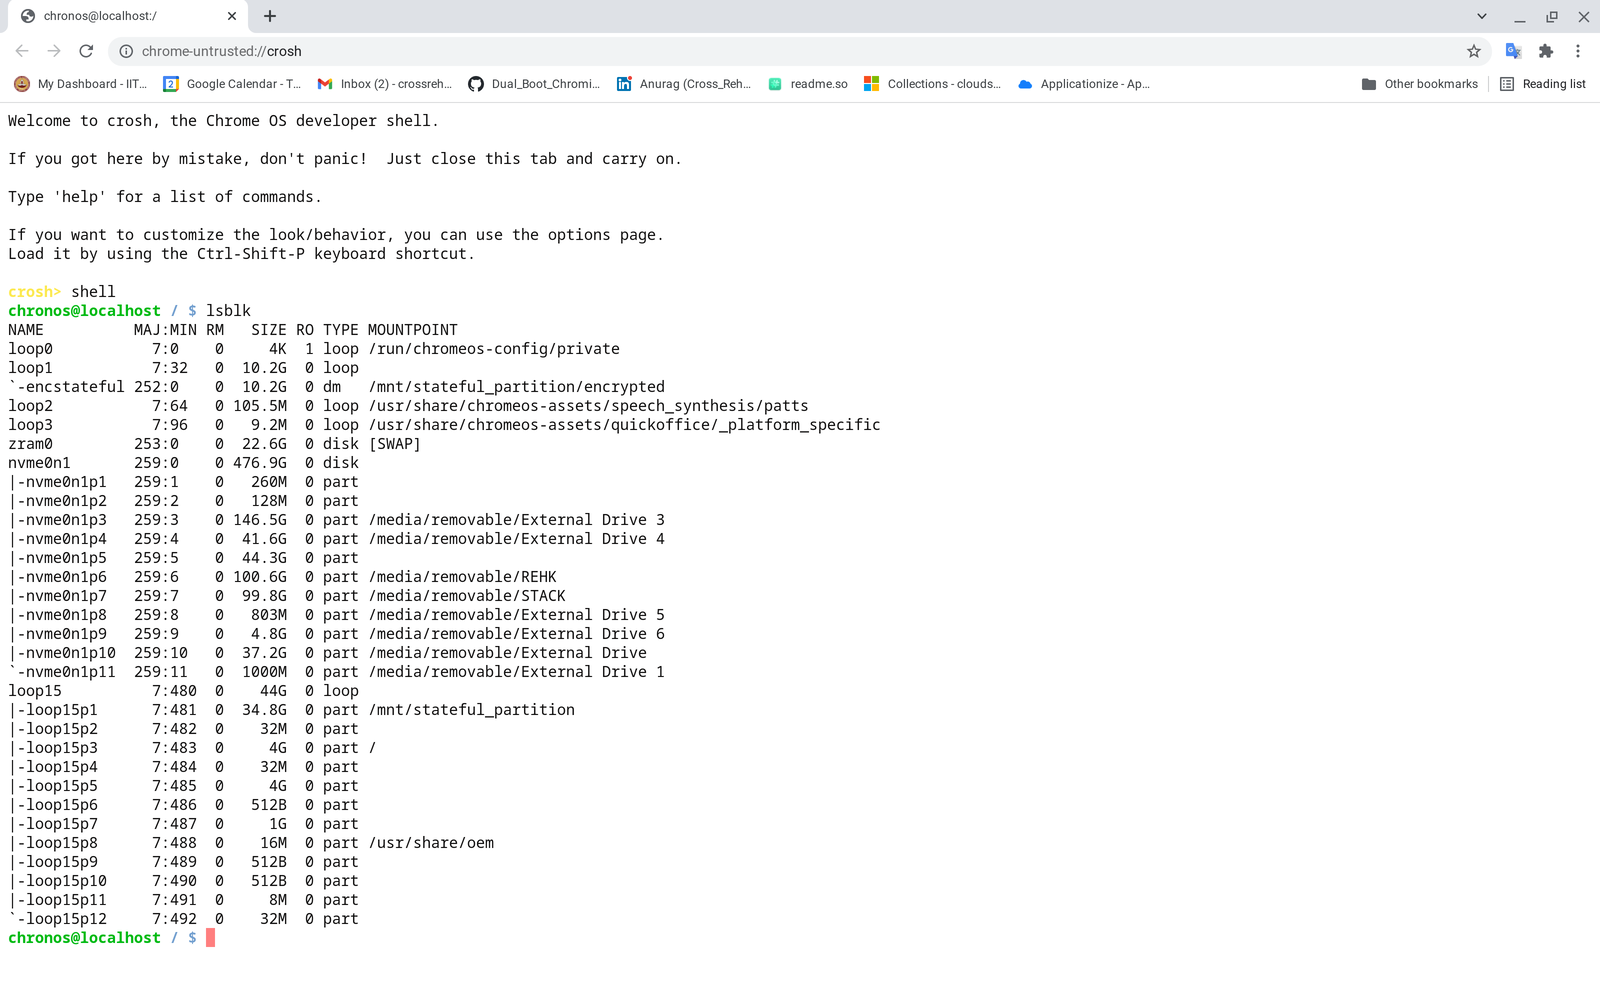 chronos@localhost:/
chrome-untrusted://crosh
My Dashboard - IIT...
Google Calendar - T...
Inbox (2) - crossreh...
Dual_Boot_Chromi...
Anurag (Cross_Reh...
readme.so
Collections - clouds...
Applicationize - Ap...
Other bookmarks
Reading list
Welcome to crosh, the Chrome OS developer shell.
If you got here by mistake, don't panic!  Just close this tab and carry on.
Type 'help' for a list of commands.
If you want to customize the look/behavior, you can use the options page.
Load it by using the Ctrl-Shift-P keyboard shortcut.
crosh> shell
chronos@localhost / $ lsblk
NAME          MAJ:MIN RM   SIZE RO TYPE MOUNTPOINT
loop0           7:0    0     4K  1 loop /run/chromeos-config/private
loop1           7:32   0  10.2G  0 loop
`-encstateful 252:0    0  10.2G  0 dm   /mnt/stateful_partition/encrypted
loop2           7:64   0 105.5M  0 loop /usr/share/chromeos-assets/speech_synthesis/patts
loop3           7:96   0   9.2M  0 loop /usr/share/chromeos-assets/quickoffice/_platform_specific
zram0         253:0    0  22.6G  0 disk [SWAP]
nvme0n1       259:0    0 476.9G  0 disk
|-nvme0n1p1   259:1    0   260M  0 part
|-nvme0n1p2   259:2    0   128M  0 part
|-nvme0n1p3   259:3    0 146.5G  0 part /media/removable/External Drive 3
|-nvme0n1p4   259:4    0  41.6G  0 part /media/removable/External Drive 4
|-nvme0n1p5   259:5    0  44.3G  0 part
|-nvme0n1p6   259:6    0 100.6G  0 part /media/removable/REHK
|-nvme0n1p7   259:7    0  99.8G  0 part /media/removable/STACK
|-nvme0n1p8   259:8    0   803M  0 part /media/removable/External Drive 5
|-nvme0n1p9   259:9    0   4.8G  0 part /media/removable/External Drive 6
|-nvme0n1p10  259:10   0  37.2G  0 part /media/removable/External Drive
`-nvme0n1p11  259:11   0  1000M  0 part /media/removable/External Drive 1
loop15          7:480  0    44G  0 loop
|-loop15p1      7:481  0  34.8G  0 part /mnt/stateful_partition
|-loop15p2      7:482  0    32M  0 part
|-loop15p3      7:483  0     4G  0 part /
|-loop15p4      7:484  0    32M  0 part
|-loop15p5      7:485  0     4G  0 part
|-loop15p6      7:486  0   512B  0 part
|-loop15p7      7:487  0     1G  0 part
|-loop15p8      7:488  0    16M  0 part /usr/share/oem
|-loop15p9      7:489  0   512B  0 part
|-loop15p10     7:490  0   512B  0 part
|-loop15p11     7:491  0     8M  0 part
`-loop15p12     7:492  0    32M  0 part
chronos@localhost / $